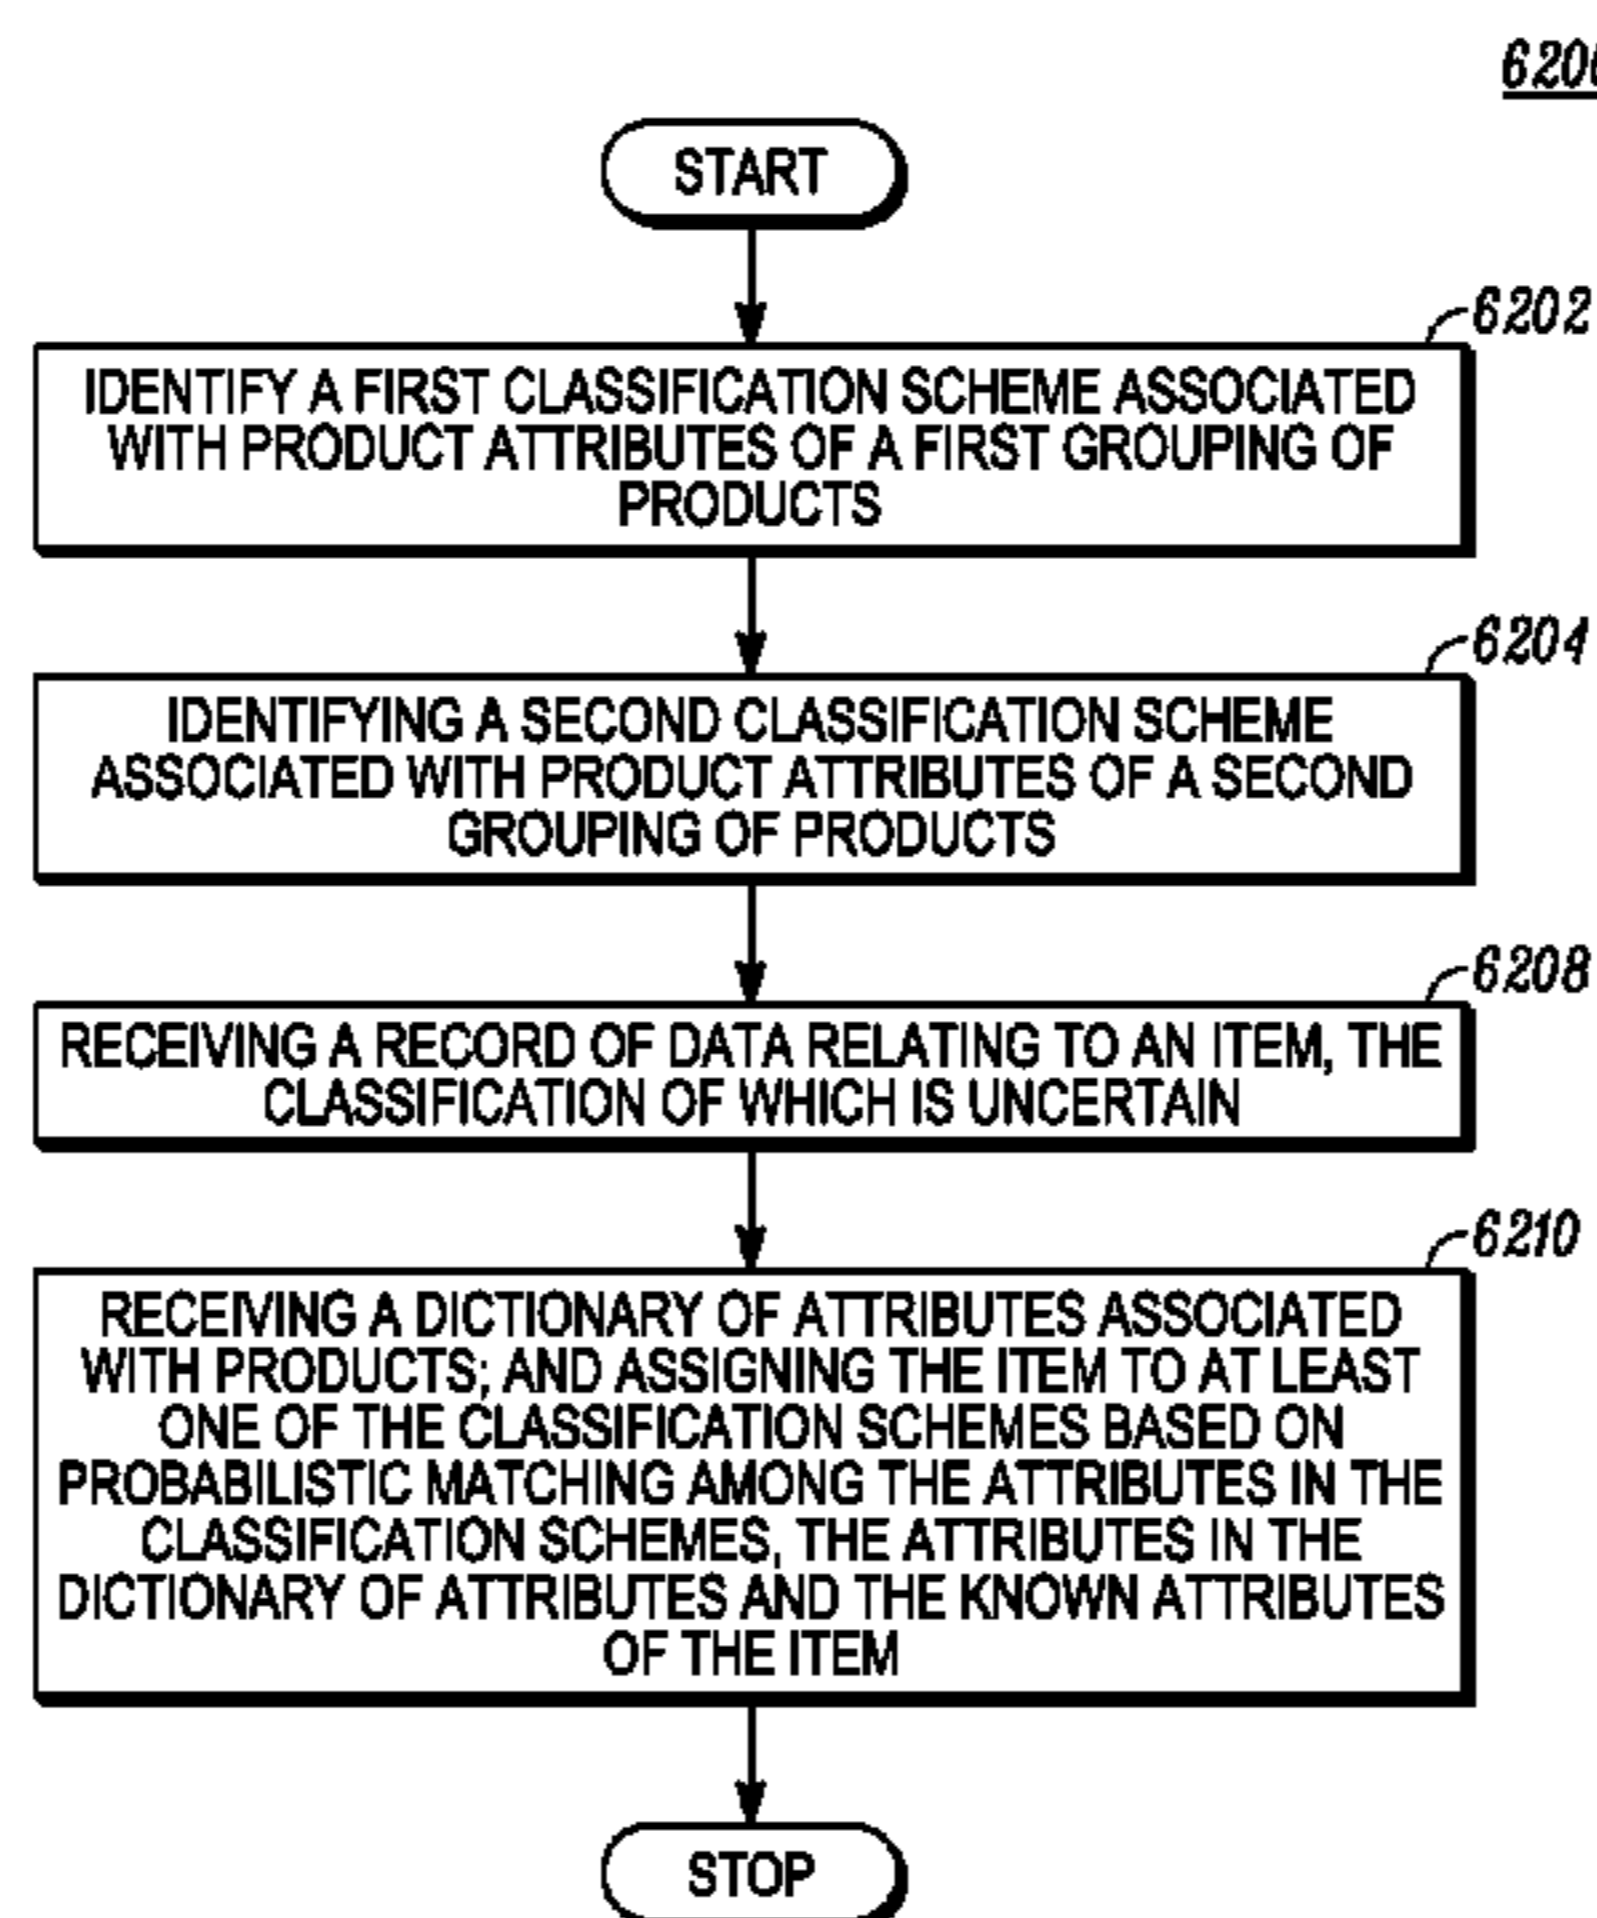 6200
START
6202
IDENTIFY A FIRST CLASSIFICATION SCHEME ASSOCIATED
WITH PRODUCT ATTRIBUTES OF A FIRST GROUPING OF
PRODUCTS
6204
IDENTIFYING A SECOND CLASSIFICATION SCHEME
ASSOCIATED WITH PRODUCT ATTRIBUTES OF A SECOND
GROUPING OF PRODUCTS
6208
RECEIVING A RECORD OF DATA RELATING TO AN ITEM, THE
CLASSIFICATION OF WHICH IS UNCERTAIN
6210
RECEIVING A DICTIONARY OF ATTRIBUTES ASSOCIATED
WITH PRODUCTS; AND ASSIGNING THE ITEM TO AT LEAST
ONE OF THE CLASSIFICATION SCHEMES BASED ON
PROBABILISTIC MATCHING AMONG THE ATTRIBUTES IN THE
CLASSIFICATION SCHEMES, THE ATTRIBUTES IN THE
DICTIONARY OF ATTRIBUTES AND THE KNOWN ATTRIBUTES
OF THE ITEM
STOP